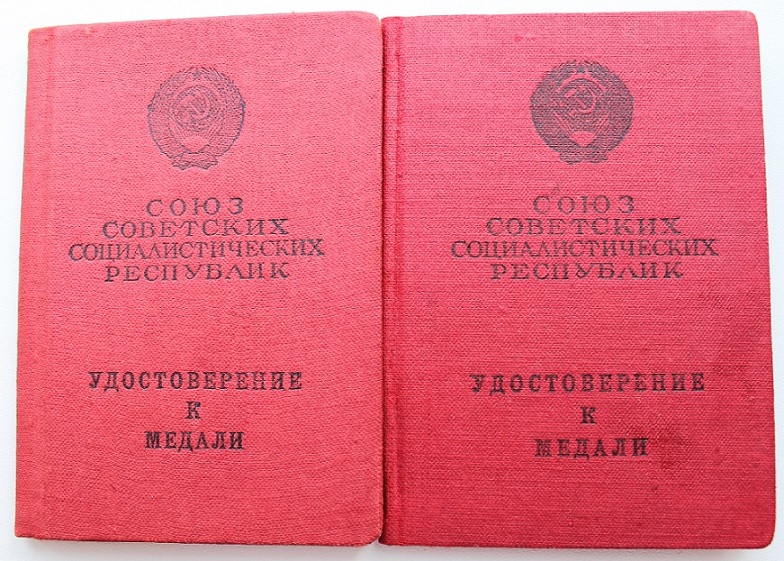 СОЮЗ
СОВЕТСКИХ
СОЦИАЛИСТИЧЕСКИХ
РЕСПУБЛИК
УДОСТОВЕРЕНИЕ
К
МЕДАЛИ
СОЮЗ
СОВЕТСКИХ
СОЦИАЛИСТИЧЕСКИХ
РЕСПУБЛИК
УДОСТОВЕРЕНИЕ
К
МЕДАЛИ